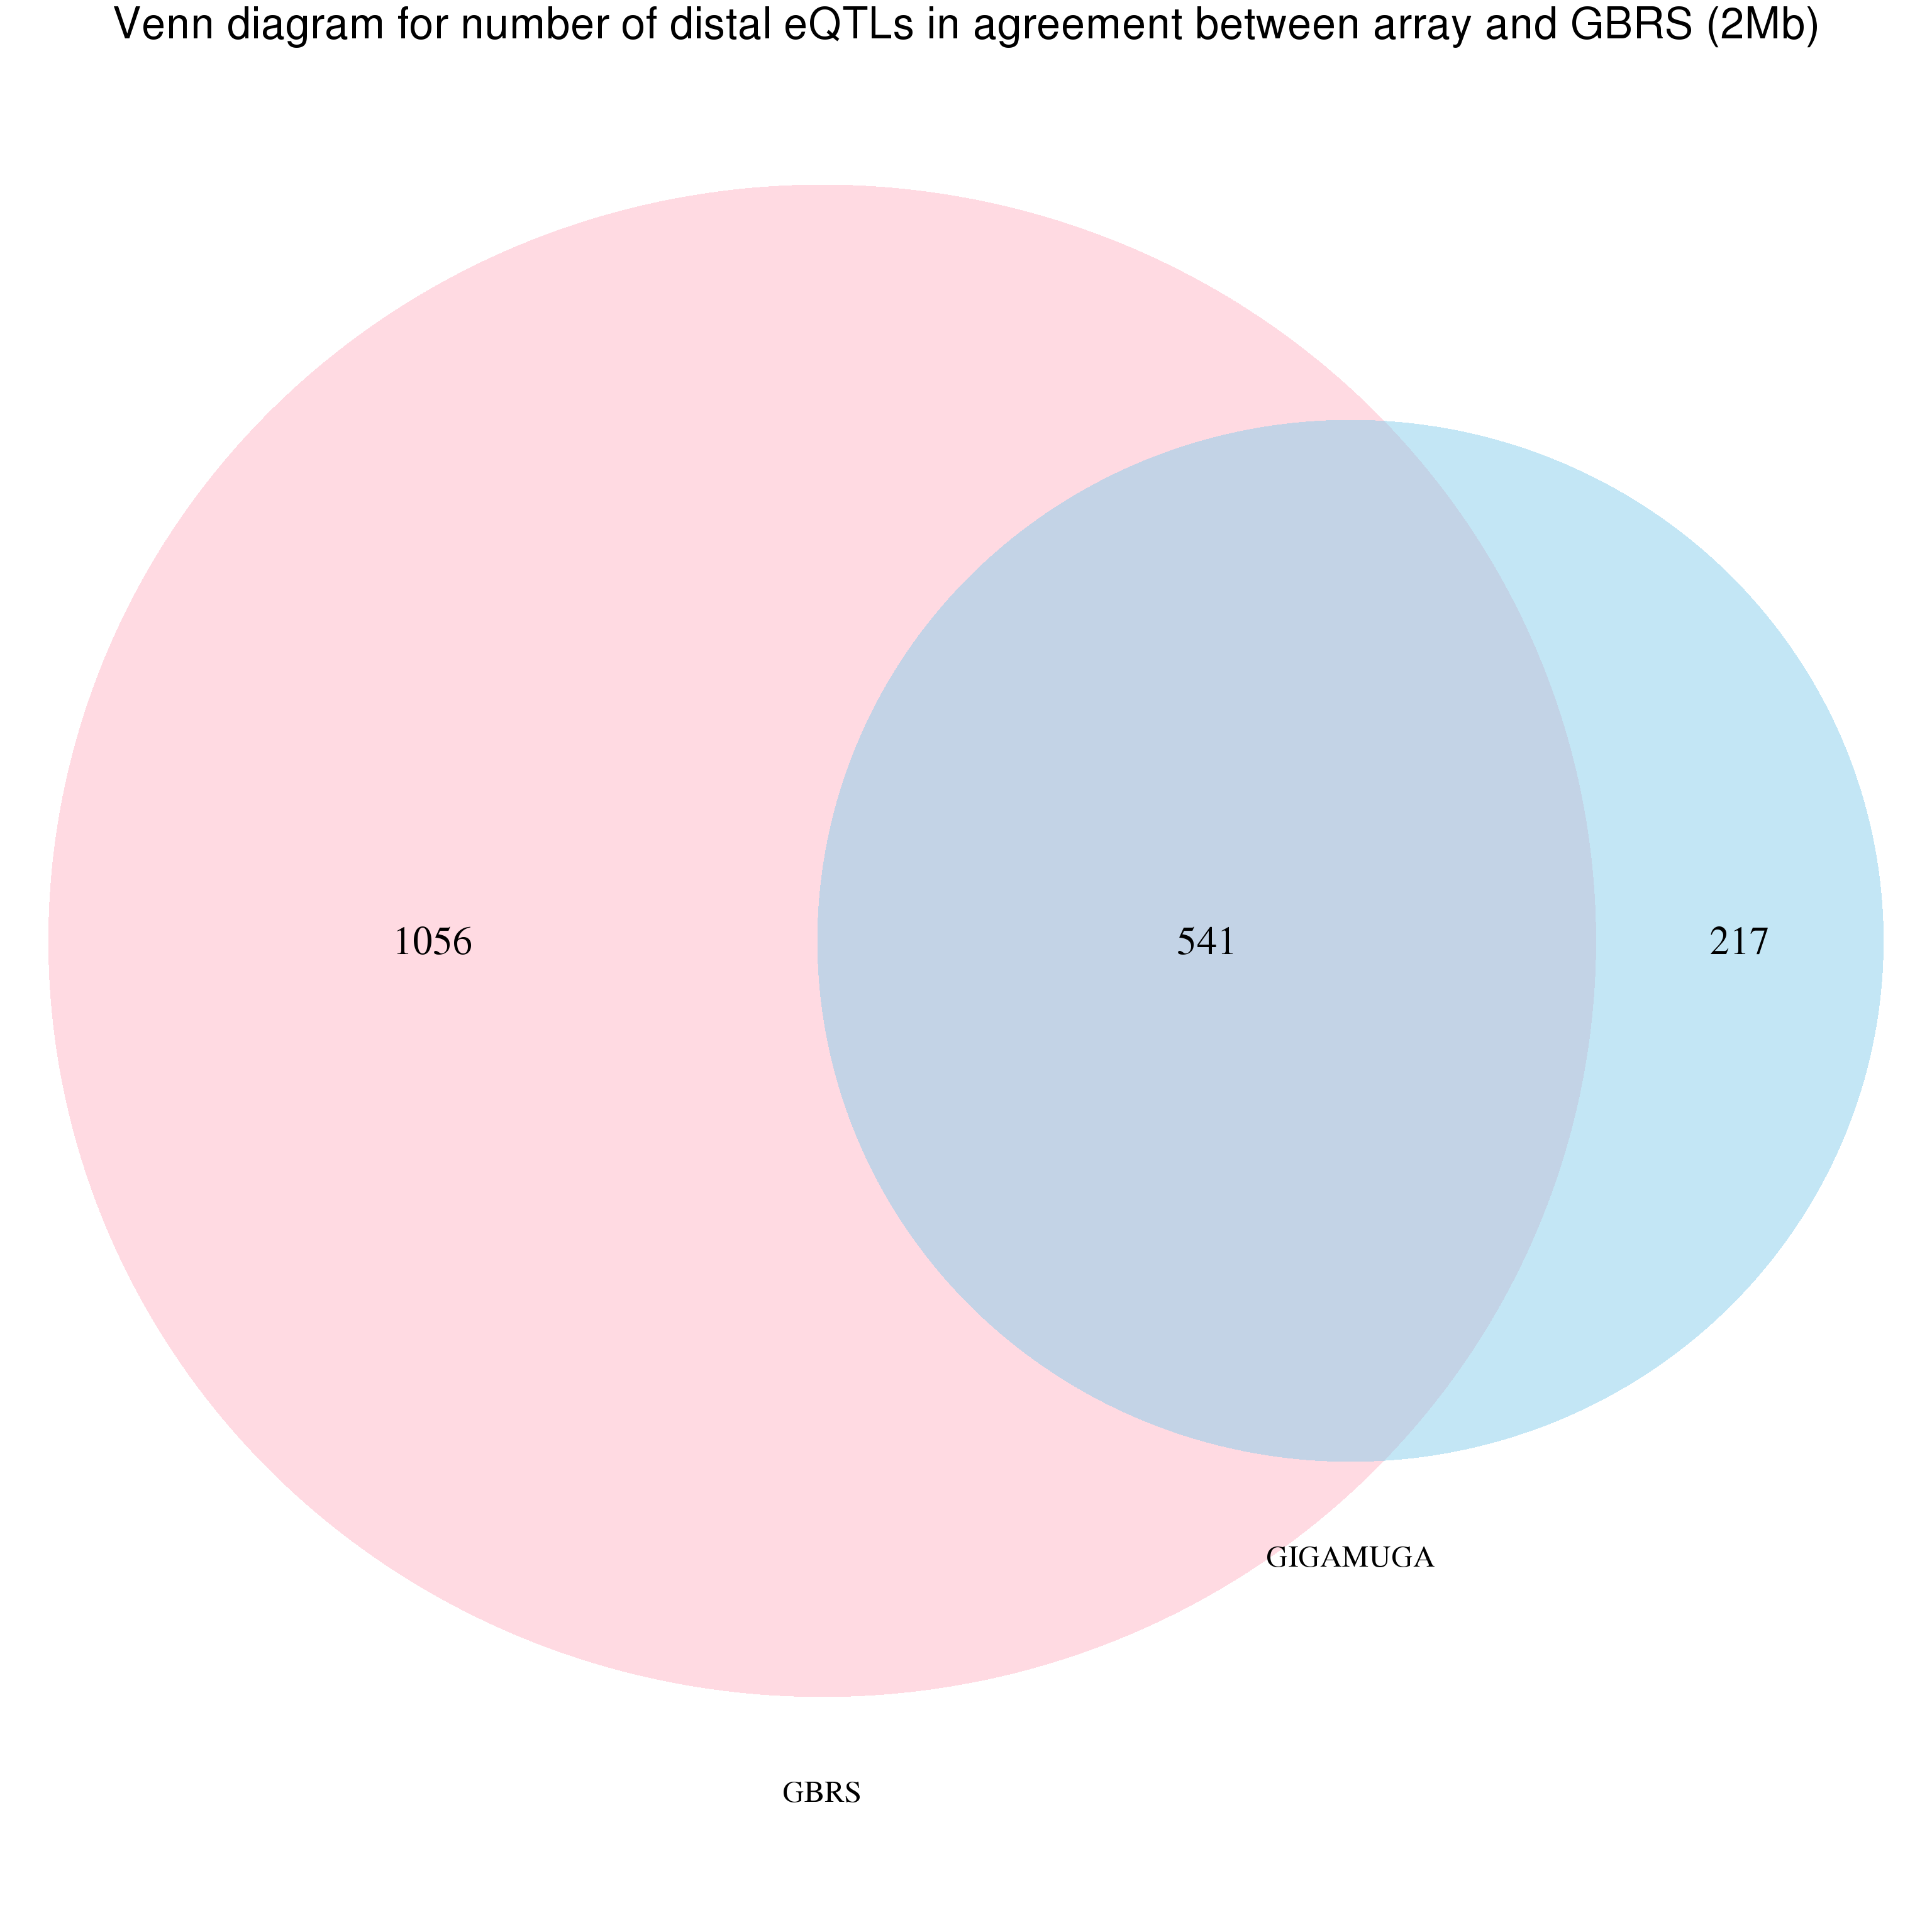 Venn diagram for number of distal eQTLs in agreement between array and GBRS (2Mb)
1056
541
217
GIGAMUGA
GBRS